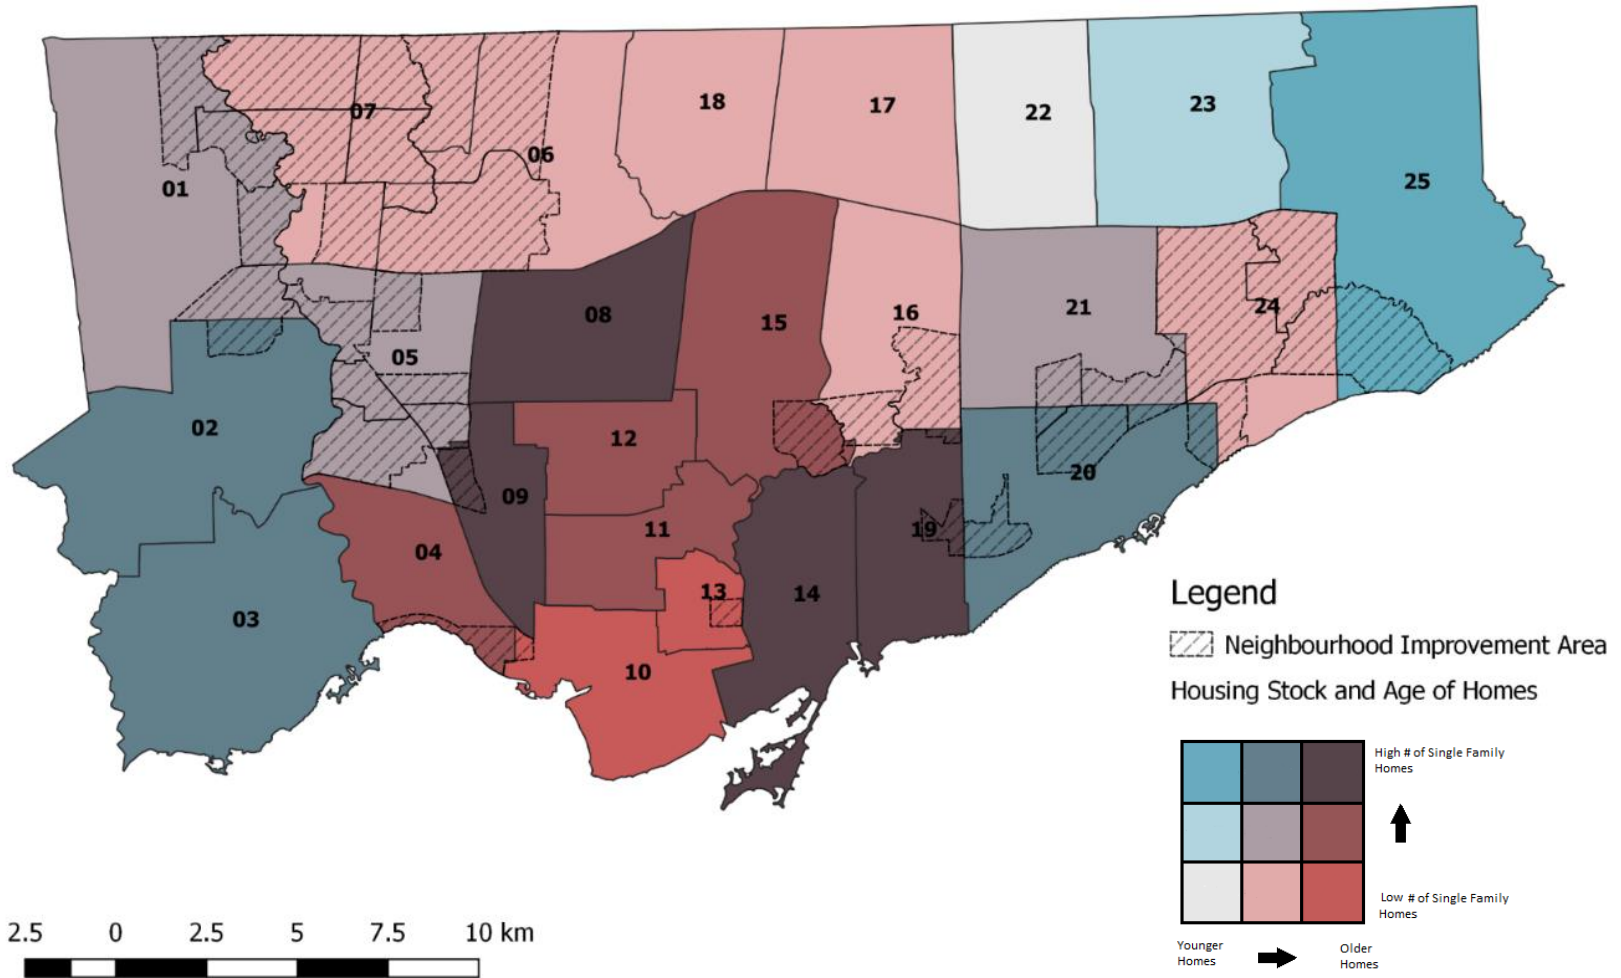 18
17
22
23
07
06
25
01
08
15
16
21
24
05
02
12
20
09
11
19
04
13
14
03
10
Legend
Neighbourhood Improvement Area
Housing Stock and Age of Homes
High # of Single Family
Homes
Low # of Single Family
Homes
Younger
Homes
Older
Homes
2.5 0 2.5 5 7.5 10 km